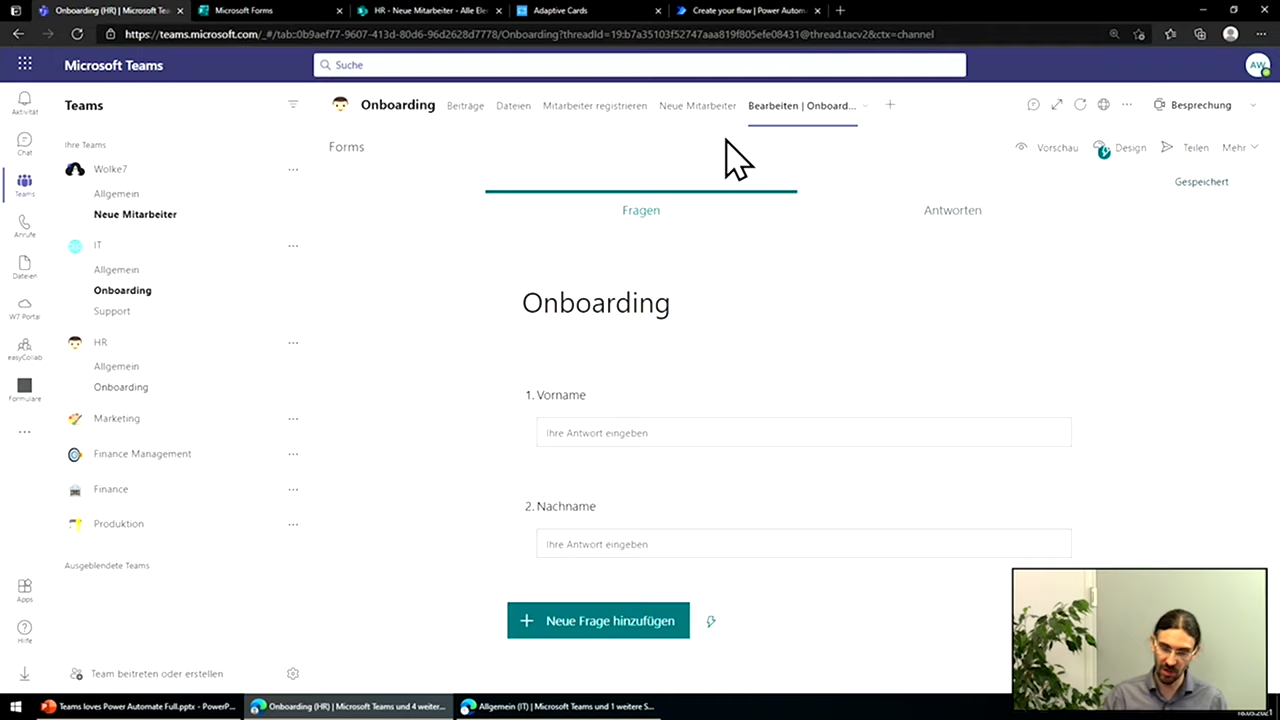 Onboarding (HR) | Microsoft Team
Microsoft Forms
HR - Neue Mitarbeiter - Alle Ele
Adaptive Cards
Create your flow | Power Autom
https://teams.microsoft.com/_#/tab:0b9aef77-9607-413d-80d6-96d2628d7778/Onboarding?threadId=19:b7a35103f52747aaa819f805efe08431@thread.tacv2&ctx=channel
Microsoft Teams
Suche
AW
Aktivität
Chat
Teams
Anrufe
Dateien
W7 Portal
easyCollab
Formulare
Apps
Hilfe
Teams
Ihre Teams
Wolke7
Allgemein
Neue Mitarbeiter
IT
Allgemein
Onboarding
Support
HR
Allgemein
Onboarding
Marketing
Finance Management
Finance
Produktion
Ausgeblendete Teams
Team beitreten oder erstellen
Onboarding
Beiträge
Dateien
Mitarbeiter registrieren
Neue Mitarbeiter
Bearbeiten | Onboard...
Besprechung
Forms
Vorschau
Design
Teilen
Mehr
Gespeichert
Fragen
Antworten
Onboarding
1. Vorname
Ihre Antwort eingeben
2. Nachname
Ihre Antwort eingeben
Neue Frage hinzufügen
Teams loves Power Automate Full.pptx - PowerP...
Onboarding (HR) | Microsoft Teams und 4 weiter...
Allgemein (IT) | Microsoft Teams und 1 weitere S...